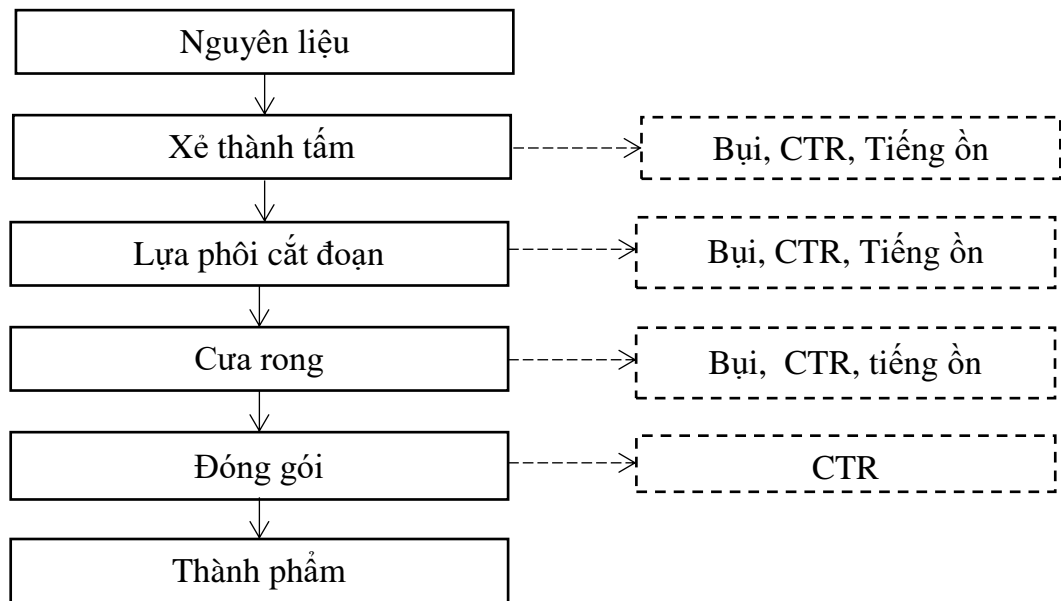 Nguyên liệu
Xẻ thành tấm
Bụi, CTR, Tiếng ồn
Lựa phôi cắt đoạn
Bụi, CTR, Tiếng ồn
Cưa rong
Bụi, CTR, tiếng ồn
Đóng gói
CTR
Thành phẩm